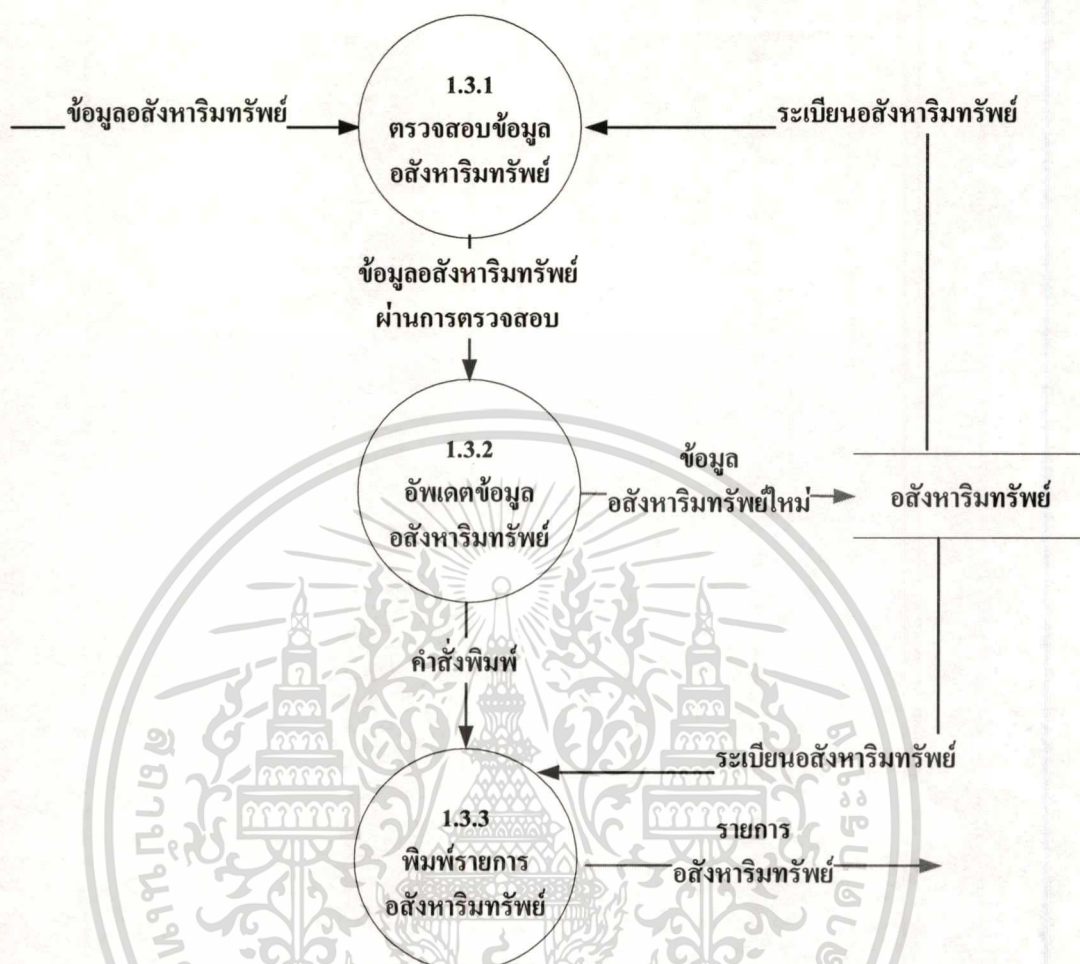 1.3.1
ตรวจสอบข้อมูล
อสังหาริมทรัพย์
ข้อมูลอสังหาริมทรัพย์
ระเบียนอสังหาริมทรัพย์
ข้อมูลอสังหาริมทรัพย์
ผ่านการตรวจสอบ
1.3.2
อัพเดตข้อมูล
อสังหาริมทรัพย์
ข้อมูล
อสังหาริมทรัพย์ใหม่
อสังหาริมทรัพย์
คำสั่งพิมพ์
ระเบียนอสังหาริมทรัพย์
1.3.3
พิมพ์รายการ
อสังหาริมทรัพย์
รายการ
อสังหาริมทรัพย์